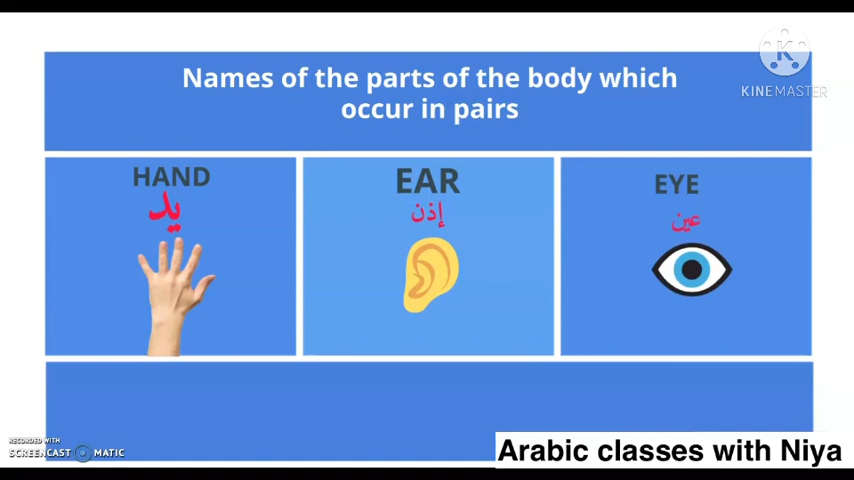 Names of the parts of the body which
occur in pairs
K
KINEMASTER
HAND
يد
EAR
إذن
EYE
عين
RECORDED WITH
SCREENCAST MATIC
Arabic classes with Niya